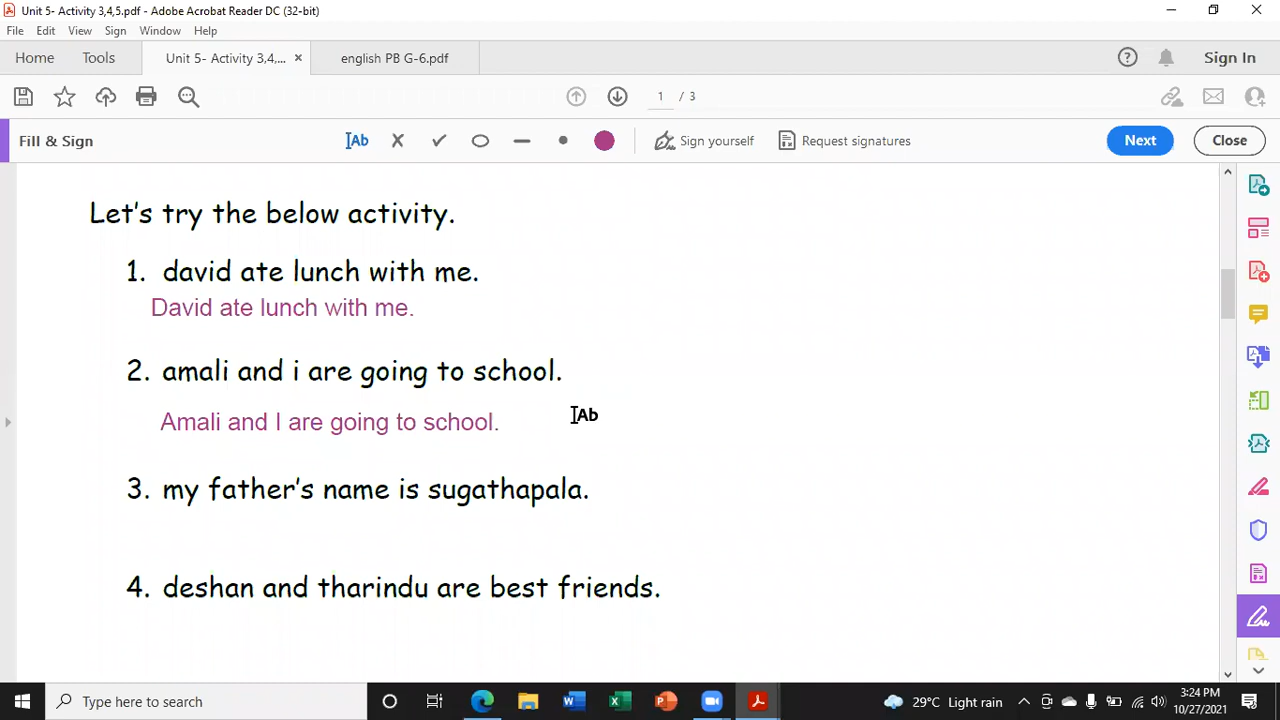 Unit 5- Activity 3,4,5.pdf - Adobe Acrobat Reader DC (32-bit)
File Edit View Sign Window Help
Home Tools Unit 5- Activity 3,4,... × english PB G-6.pdf Sign In
1 / 3
Fill & Sign Ab Sign yourself Request signatures Next Close
Let's try the below activity.
1. david ate lunch with me.
David ate lunch with me.
2. amali and i are going to school.
Amali and I are going to school.
Ab
3. my father's name is sugathapala.
4. deshan and tharindu are best friends.
Type here to search 29°C Light rain 3:24 PM
10/27/2021